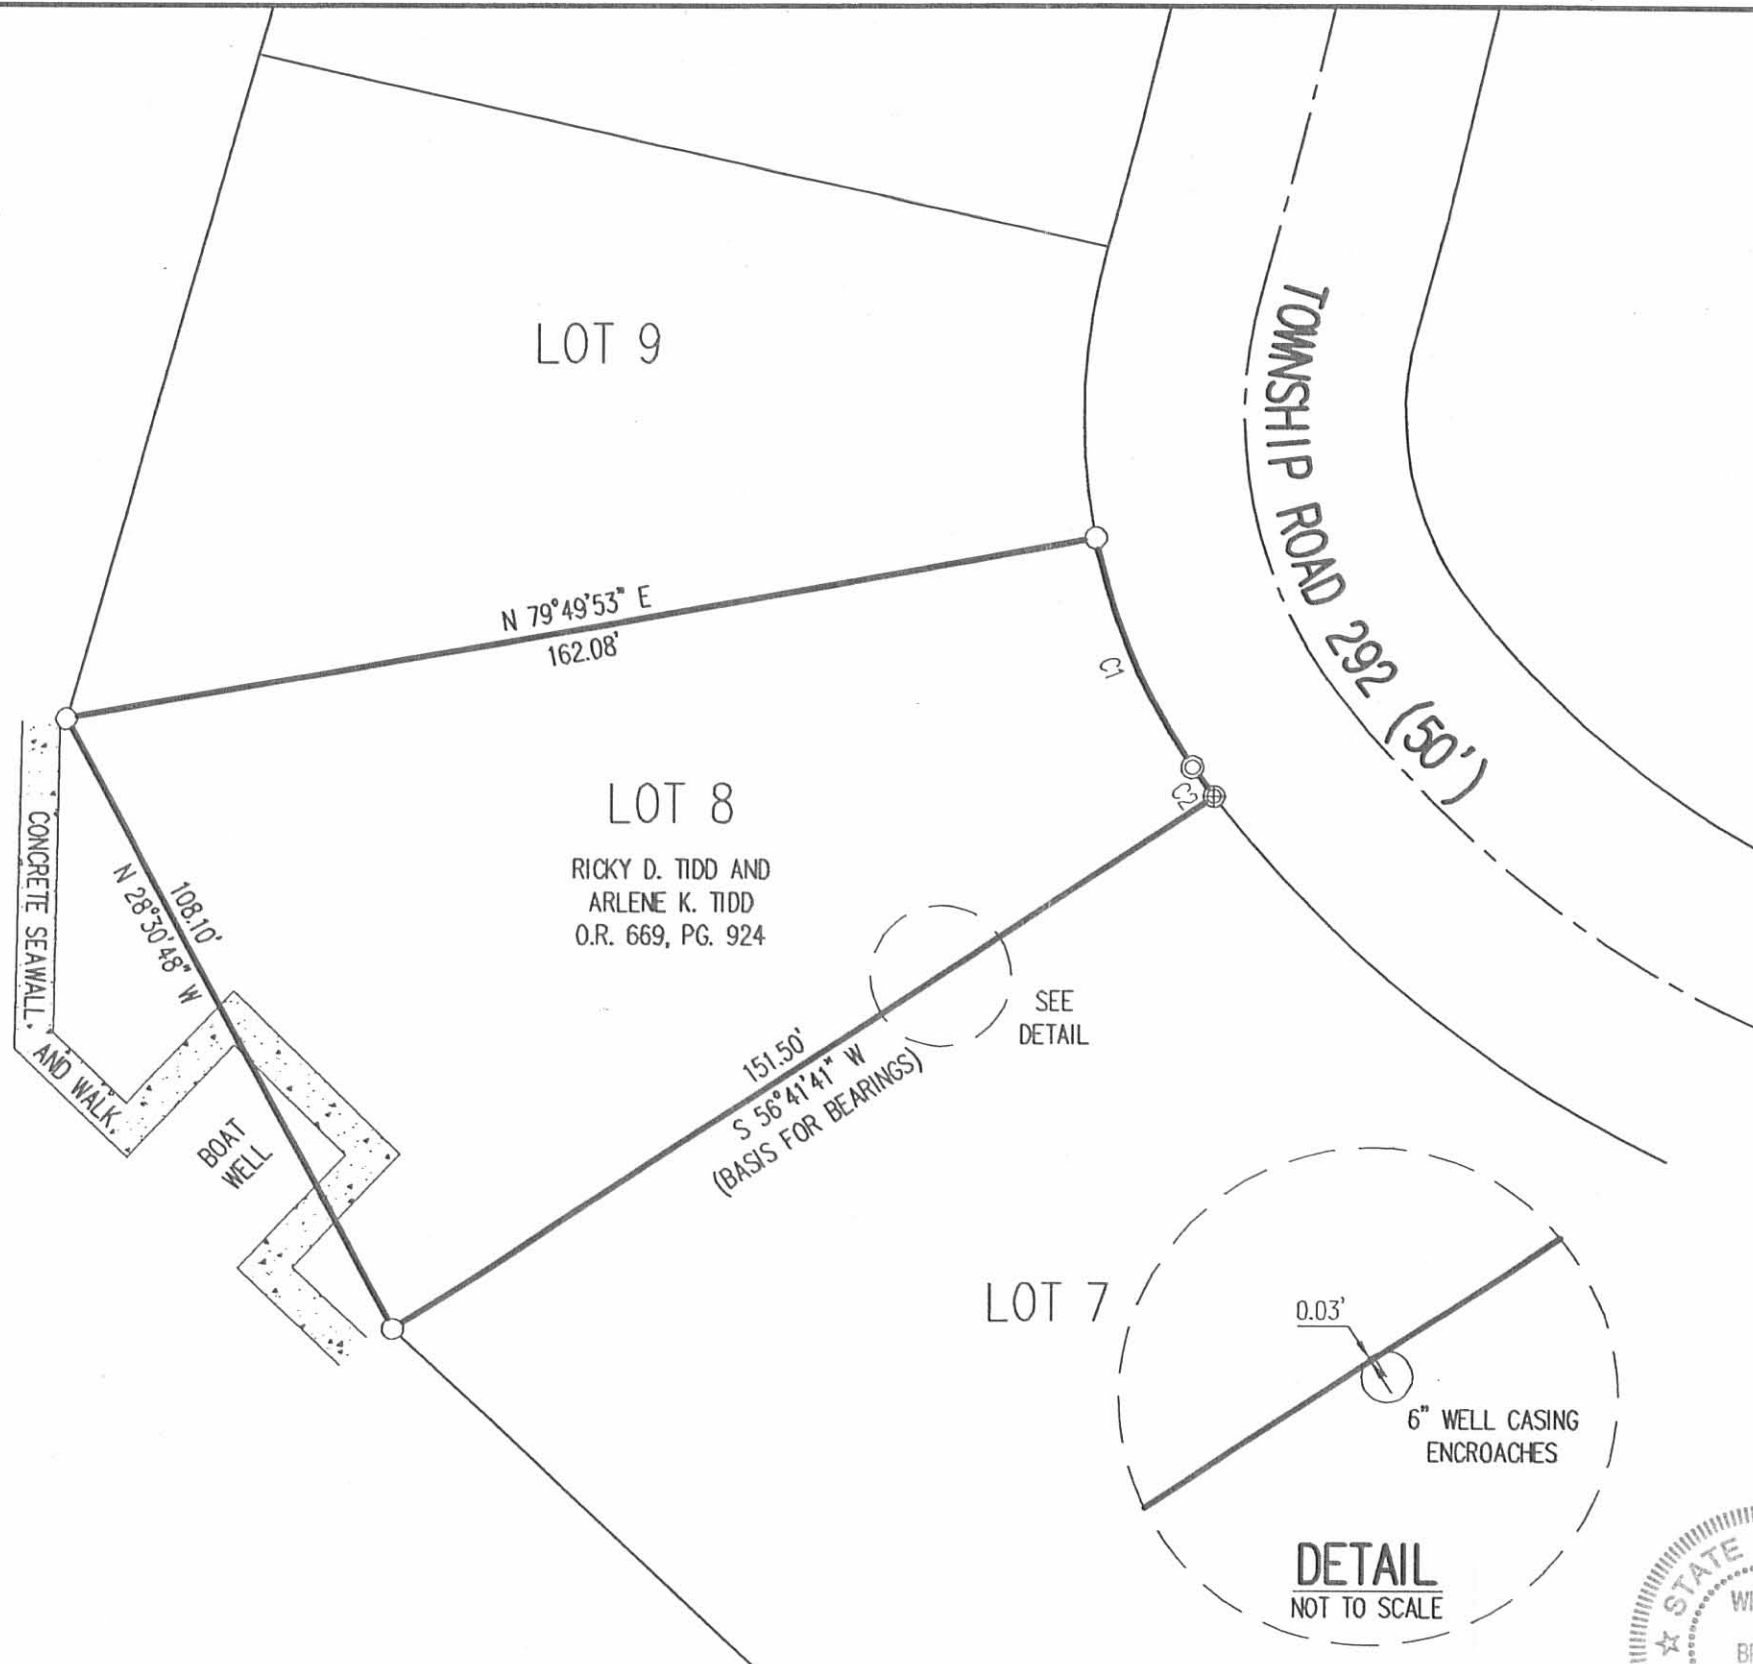 LOT 9
TOWNSHIP ROAD 292 (50')
N 79°49'53" E
162.08'
C1
C2
LOT 8
RICKY D. TIDD AND
ARLENE K. TIDD
O.R. 669, PG. 924
CONCRETE SEAWALL
AND WALK
108.10'
N 28°30'48" W
BOAT
WELL
SEE
DETAIL
151.50'
S 56°41'41" W
(BASIS FOR BEARINGS)
LOT 7
0.03'
6" WELL CASING
ENCROACHES
DETAIL
NOT TO SCALE
STATE